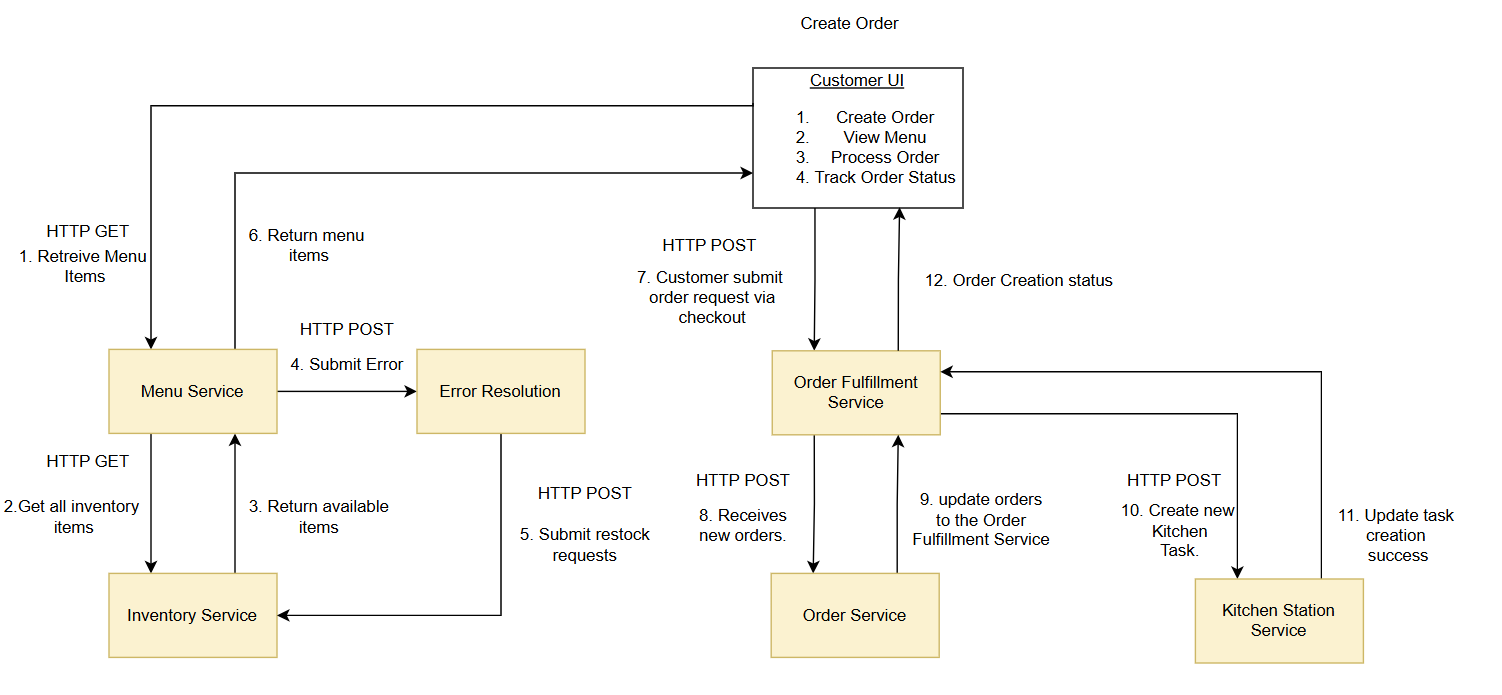 Create Order
Customer UI
1. Create Order
2. View Menu
3. Process Order
4. Track Order Status
HTTP GET
1. Retreive Menu
Items
6. Return menu
items
HTTP POST
7. Customer submit
order request via
checkout
12. Order Creation status
HTTP POST
4. Submit Error
Menu Service
Error Resolution
Order Fulfillment
Service
HTTP GET
2.Get all inventory
items
3. Return available
items
HTTP POST
5. Submit restock
requests
HTTP POST
8. Receives
new orders.
9. update orders
to the Order
Fulfillment Service
HTTP POST
10. Create new
Kitchen
Task.
11. Update task
creation
success
Inventory Service
Order Service
Kitchen Station
Service